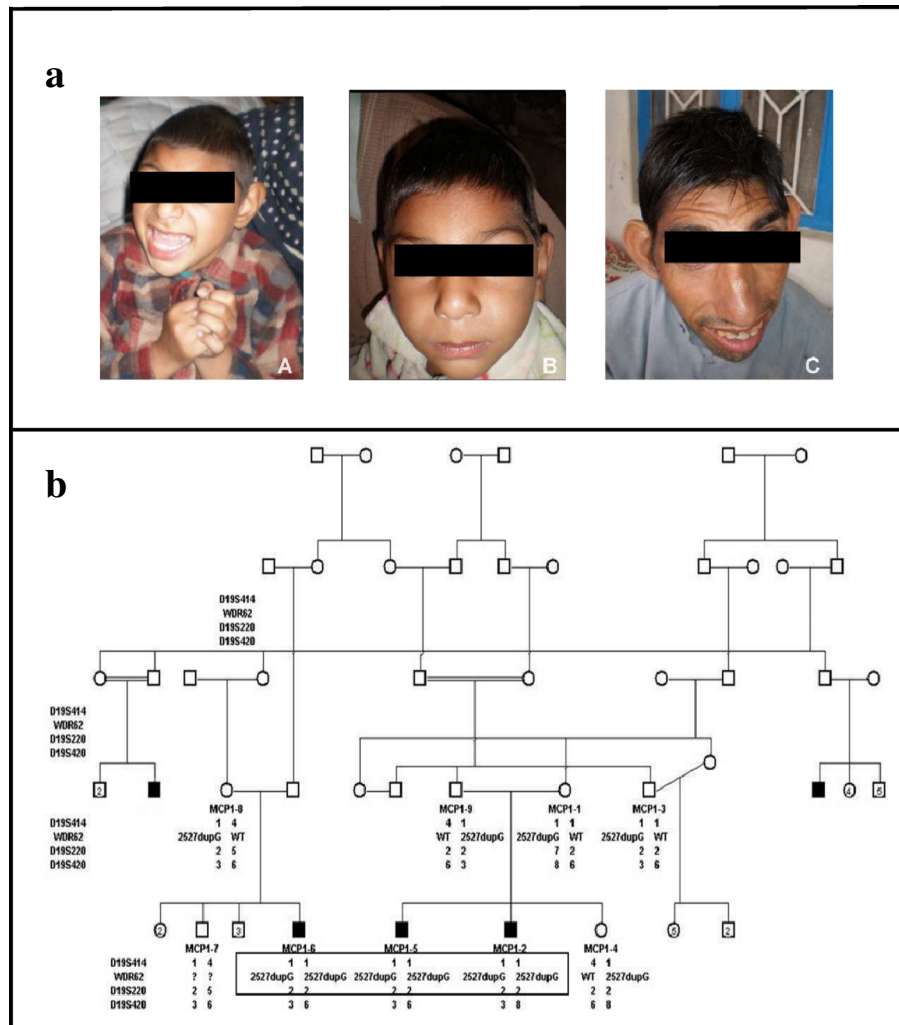 a
A B C
b
D19S414
WDR62
D19S220
D19S420
D19S414
WDR62
D19S220
D19S420
2 4 5
MCP1-8 MCP1-9 MCP1-1 MCP1-3
D19S414 1 4 4 1 1 1 1 1
WDR62 2527dupG WT WT 2527dupG 2527dupG WT 2527dupG WT
D19S220 2 5 2 2 7 2 2 2
D19S420 3 6 6 3 8 6 3 6
2 3 5 2
MCP1-7 MCP1-6 MCP1-5 MCP1-2 MCP1-4
D19S414 1 4 1 1 1 1 1 1 4 1
WDR62 ? ? 2527dupG 2527dupG 2527dupG 2527dupG 2527dupG 2527dupG WT 2527dupG
D19S220 2 5 2 2 2 2 2 2 2 2
D19S420 3 6 3 6 3 6 3 8 6 8